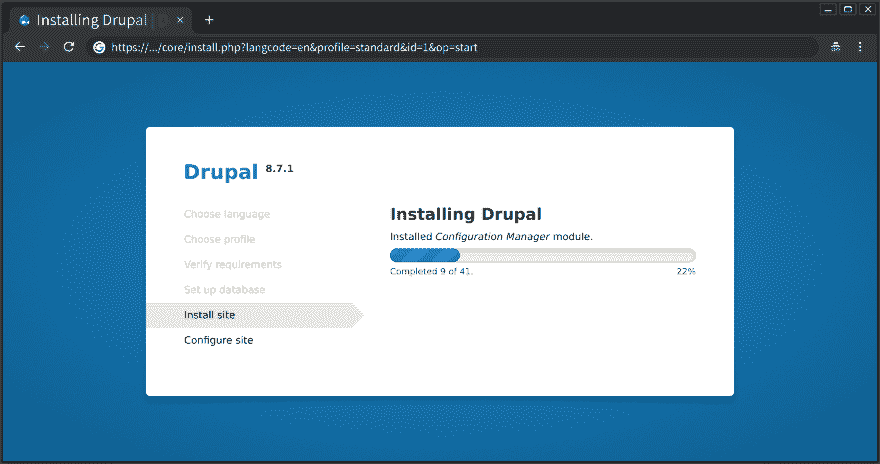 Installing Drupal
https://.../core/install.php?langcode=en&profile=standard&id=1&op=start
Drupal 8.7.1
Choose language
Choose profile
Verify requirements
Set up database
Install site
Configure site
Installing Drupal
Installed Configuration Manager module.
Completed 9 of 41.
22%